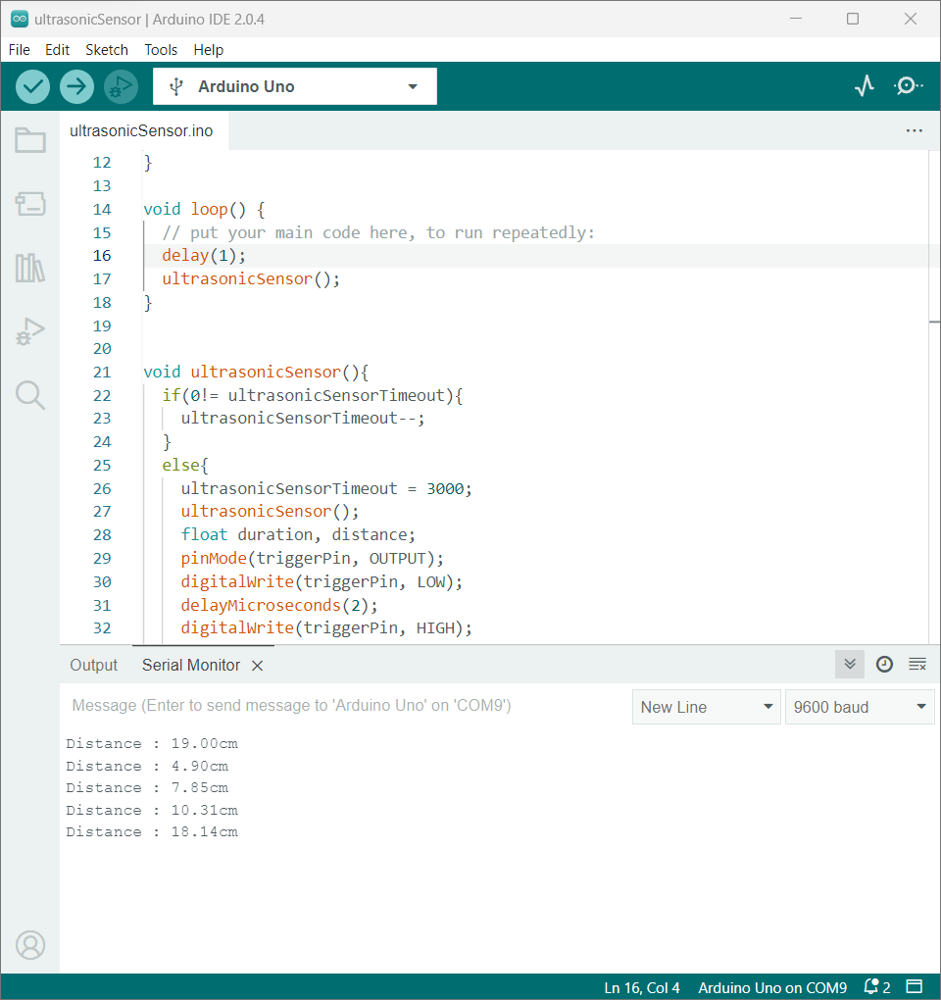 ultrasonicSensor | Arduino IDE 2.0.4
File Edit Sketch Tools Help
Arduino Uno
ultrasonicSensor.ino
12 }
13
14 void loop() {
15 // put your main code here, to run repeatedly:
16 delay(1);
17 ultrasonicSensor();
18 }
19
20
21 void ultrasonicSensor(){
22 if(0!= ultrasonicSensorTimeout){
23 ultrasonicSensorTimeout--;
24 }
25 else{
26 ultrasonicSensorTimeout = 3000;
27 ultrasonicSensor();
28 float duration, distance;
29 pinMode(triggerPin, OUTPUT);
30 digitalWrite(triggerPin, LOW);
31 delayMicroseconds(2);
32 digitalWrite(triggerPin, HIGH);
Output Serial Monitor
Message (Enter to send message to 'Arduino Uno' on 'COM9') New Line 9600 baud
Distance : 19.00cm
Distance : 4.90cm
Distance : 7.85cm
Distance : 10.31cm
Distance : 18.14cm
Ln 16, Col 4 Arduino Uno on COM9 2